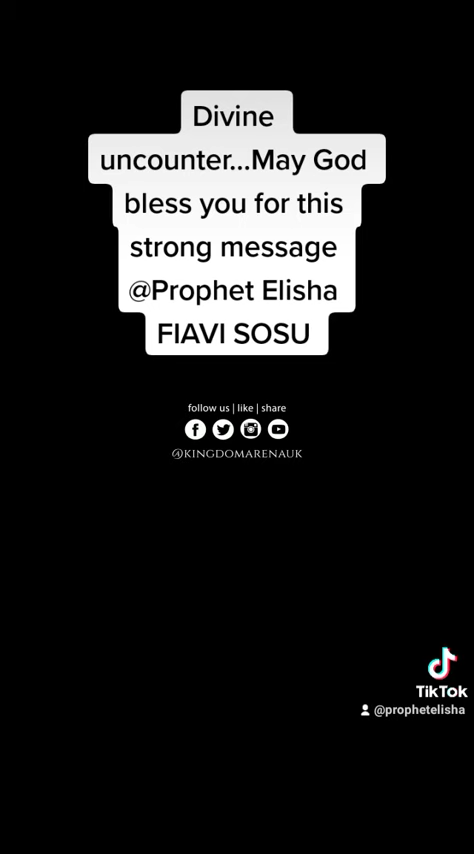 Divine
uncounter...May God
bless you for this
strong message
@Prophet Elisha
FIAVI SOSU
follow us | like | share
@KINGDOMARENAUK
TikTok
@prophetelisha